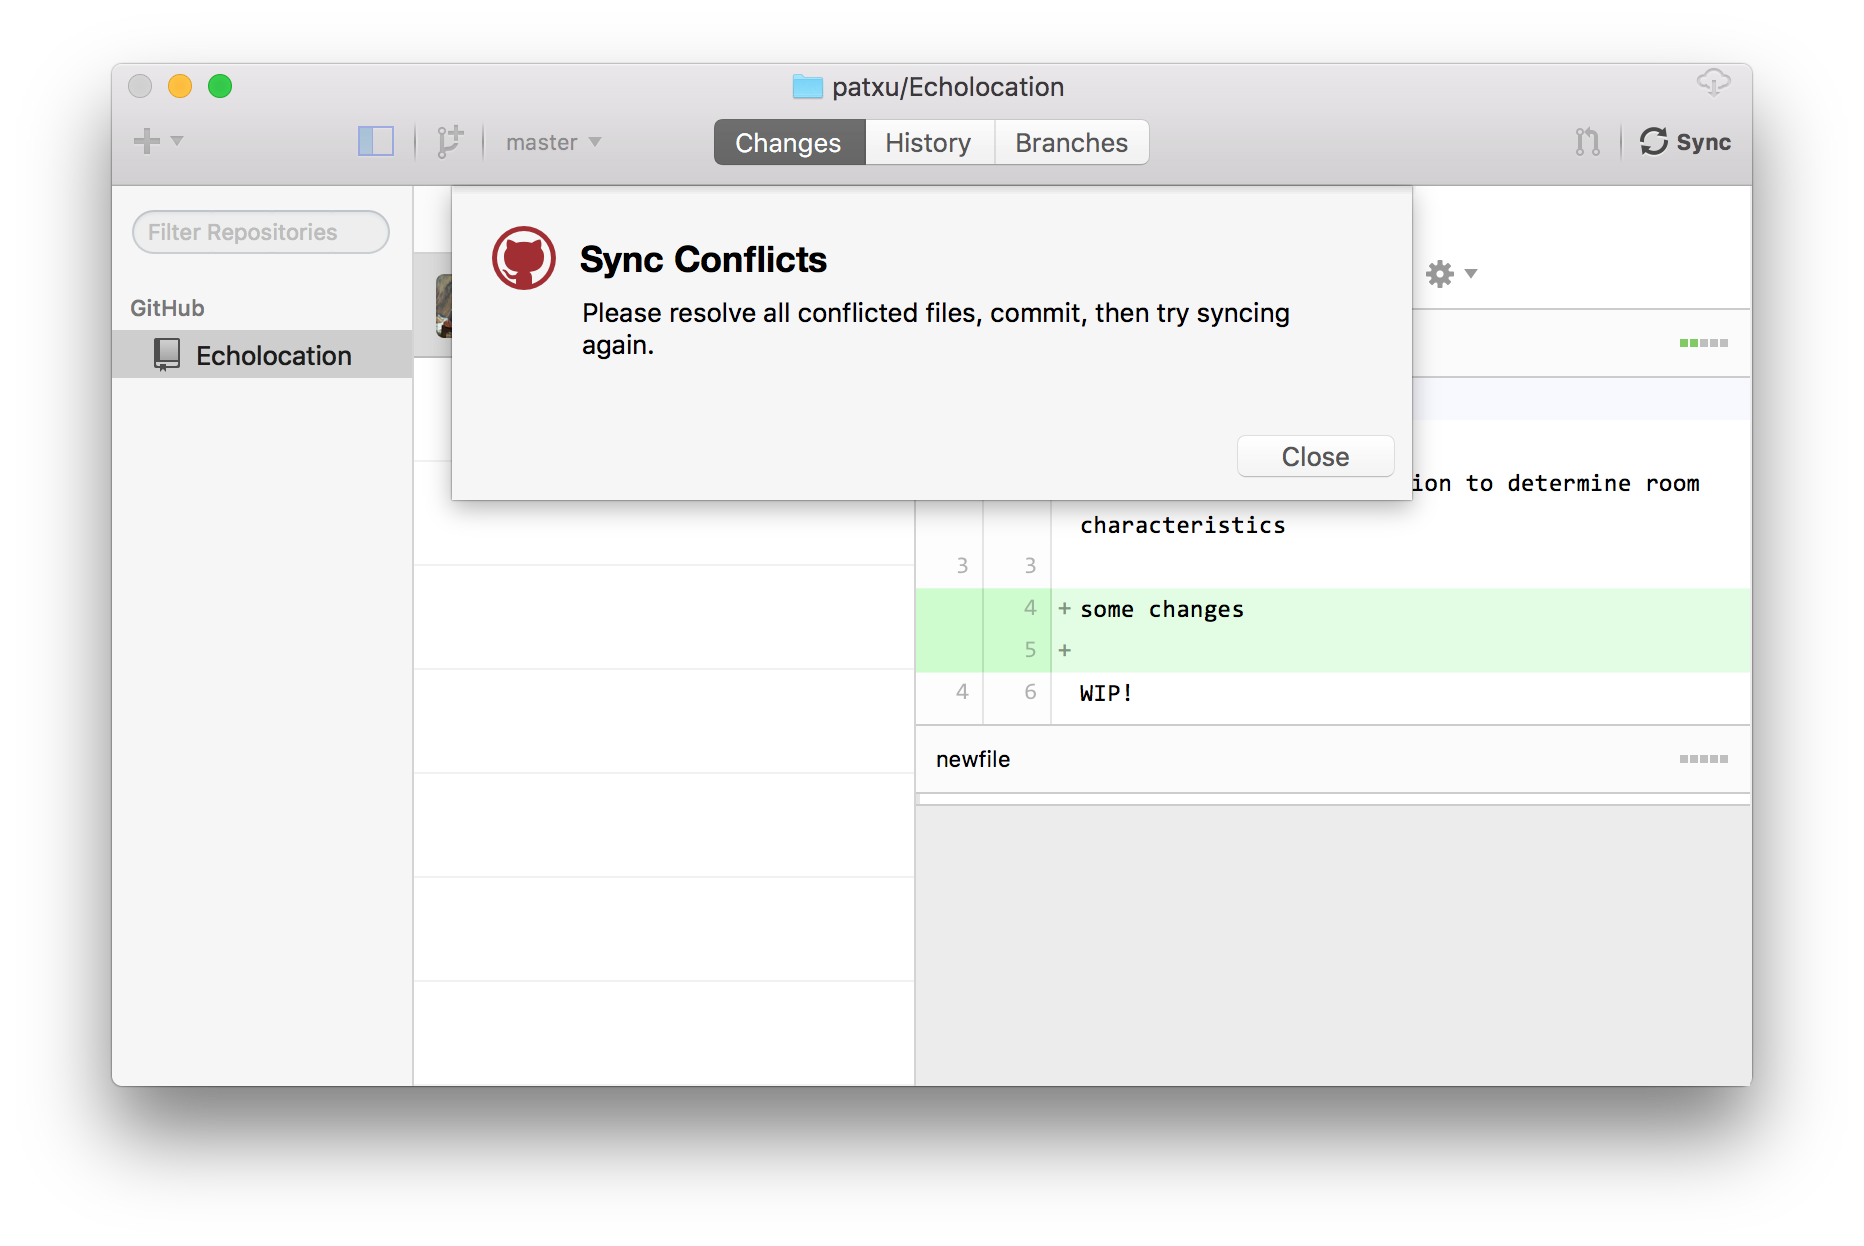 patxu/Echolocation
master
Changes
History
Branches
Sync
Filter Repositories
GitHub
Echolocation
Sync Conflicts
Please resolve all conflicted files, commit, then try syncing
again.
Close
ion to determine room
characteristics
3 3
4 + some changes
5 +
4 6 WIP!
newfile